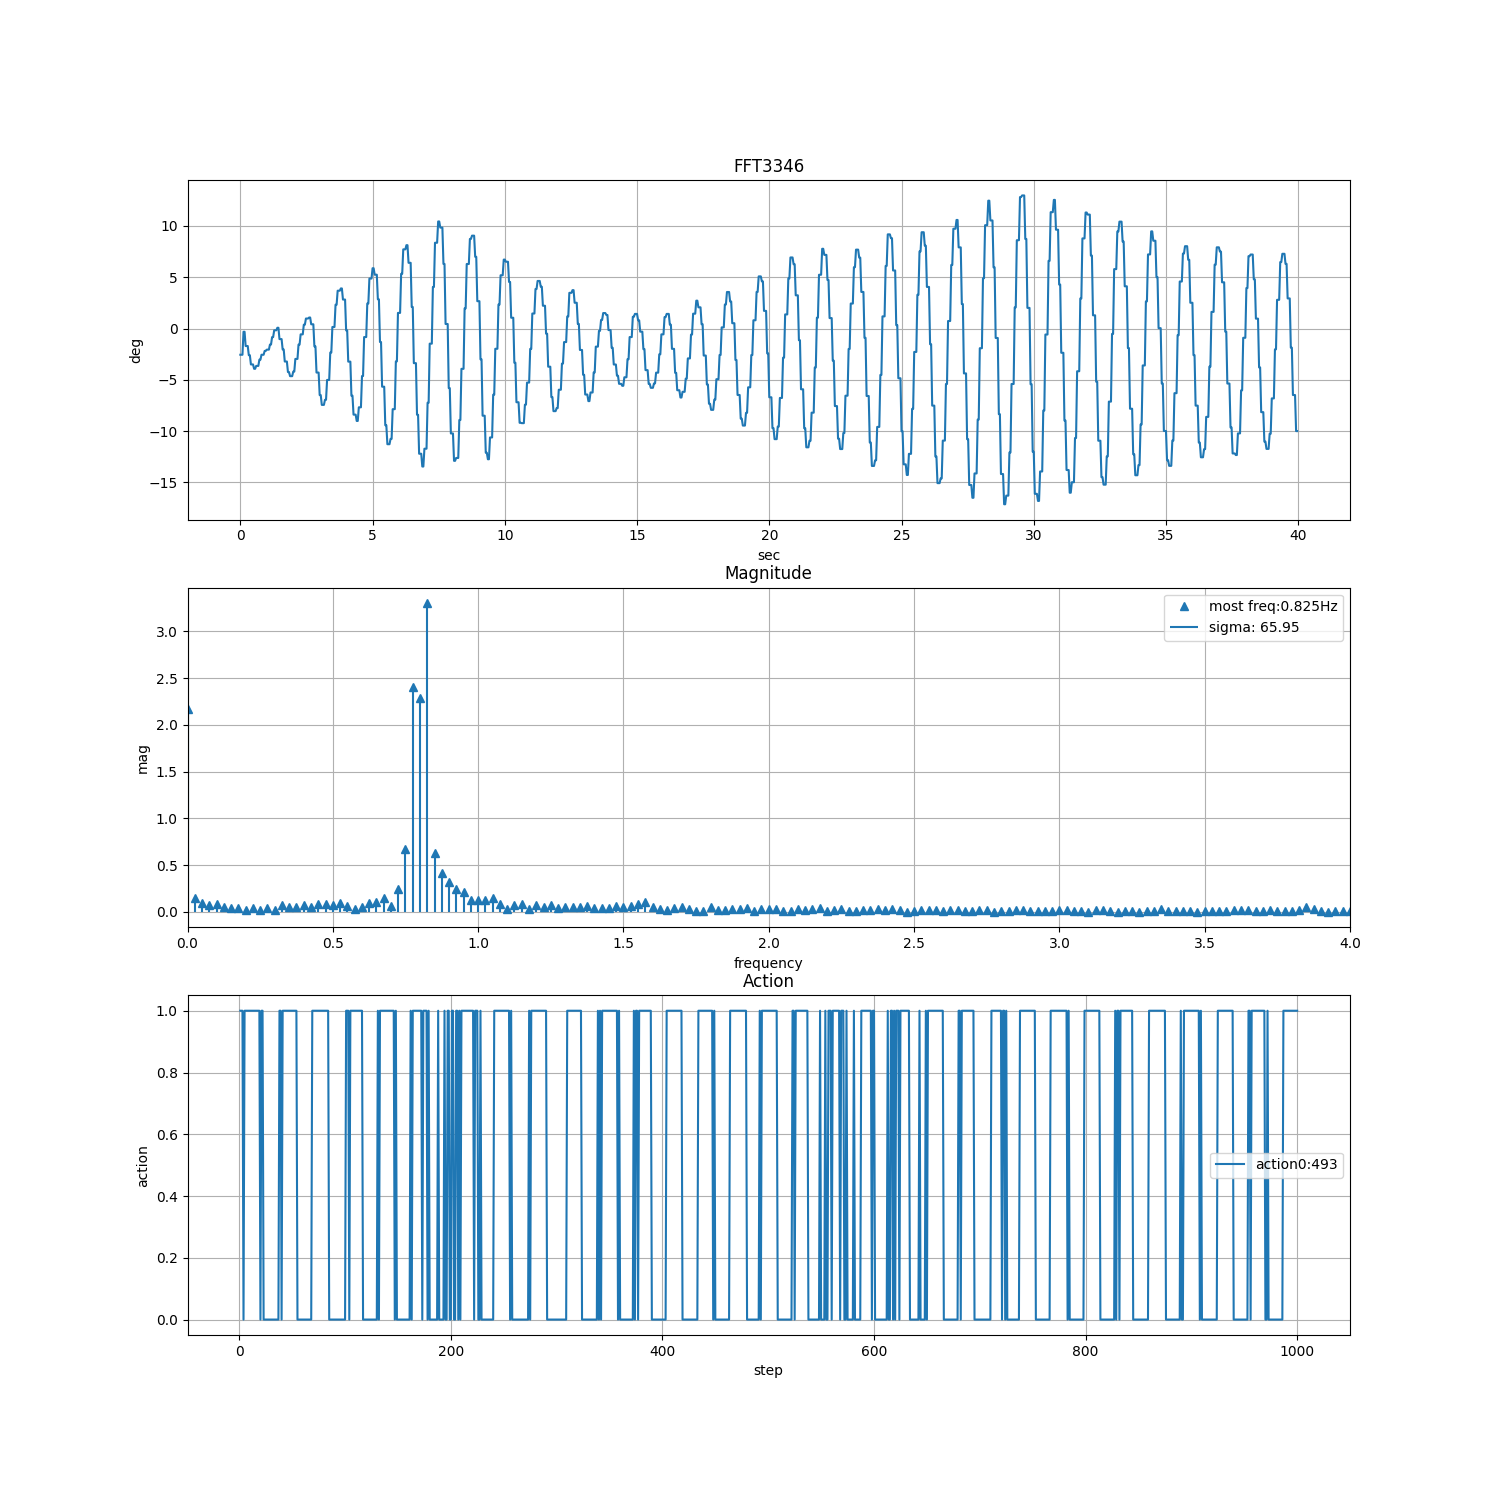 FFT3346
10
5
0
−5
−10
−15
deg
0 5 10 15 20 25 30 35 40
sec
Magnitude
most freq:0.825Hz
sigma: 65.95
3.0
2.5
2.0
1.5
1.0
0.5
0.0
mag
0.0 0.5 1.0 1.5 2.0 2.5 3.0 3.5 4.0
frequency
Action
1.0
0.8
0.6
0.4
0.2
0.0
action
action0:493
0 200 400 600 800 1000
step